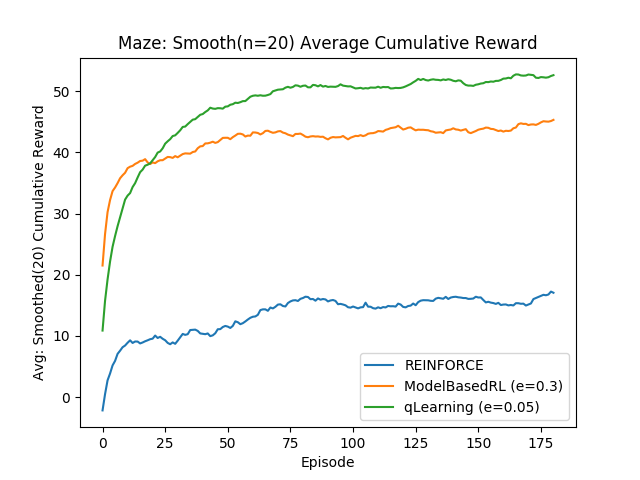 Maze: Smooth(n=20) Average Cumulative Reward
Avg: Smoothed(20) Cumulative Reward
50
40
30
20
10
0
REINFORCE
ModelBasedRL (e=0.3)
qLearning (e=0.05)
0 25 50 75 100 125 150 175
Episode